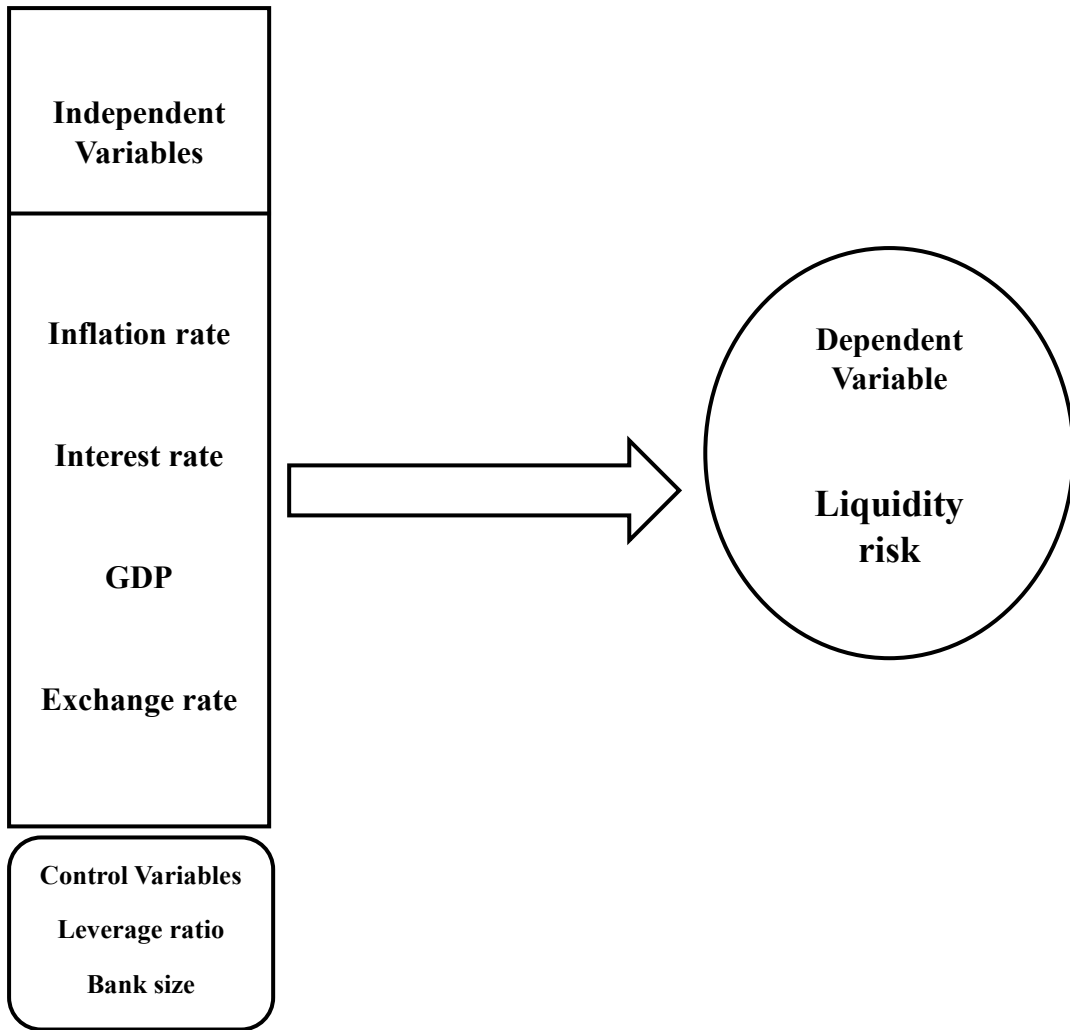 Independent
Variables
Inflation rate
Interest rate
GDP
Exchange rate
Dependent
Variable
Liquidity
risk
Control Variables
Leverage ratio
Bank size